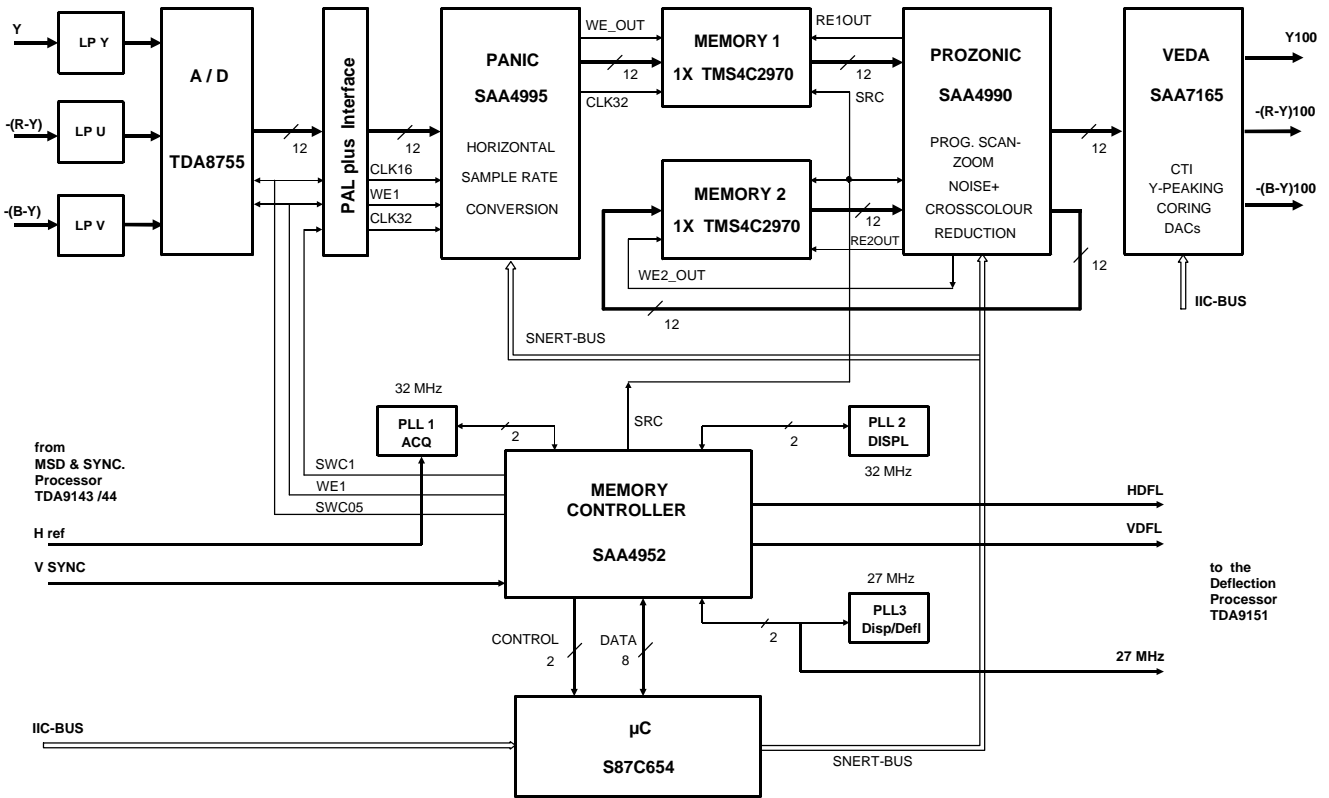 Y
LP Y
-(R-Y)
LP U
-(B-Y)
LP V
A / D
TDA8755
12
PAL plus Interface
12
CLK16
WE1
CLK32
PANIC
SAA4995
HORIZONTAL
SAMPLE RATE
CONVERSION
WE_OUT
12
CLK32
MEMORY 1
1X TMS4C2970
RE1OUT
12
SRC
MEMORY 2
1X TMS4C2970
12
RE2OUT
WE2_OUT
12
12
PROZONIC
SAA4990
PROG. SCAN-
ZOOM
NOISE+
CROSSCOLOUR
REDUCTION
12
VEDA
SAA7165
CTI
Y-PEAKING
CORING
DACs
Y100
-(R-Y)100
-(B-Y)100
IIC-BUS
SNERT-BUS
32 MHz
PLL 1
ACQ
2
SRC
2
PLL 2
DISPL
32 MHz
from
MSD & SYNC.
Processor
TDA9143 /44
SWC1
WE1
SWC05
H ref
V SYNC
MEMORY
CONTROLLER
SAA4952
HDFL
VDFL
to the
Deflection
Processor
TDA9151
27 MHz
PLL3
Disp/Defl
2
27 MHz
CONTROL
2
DATA
8
IIC-BUS
µC
S87C654
SNERT-BUS